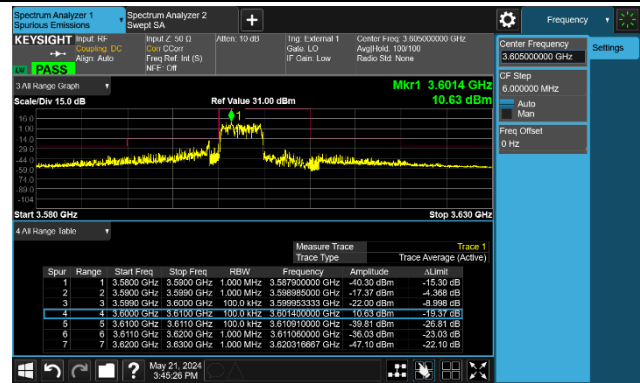 Spectrum Analyzer 1
Spurious Emissions
Spectrum Analyzer 2
Swept SA
Frequency
KEYSIGHT
Input: RF
Coupling: DC
Align: Auto
Input Z: 50 Ω
Corr CCorr
Freq Ref: Int (S)
NFE: Off
Atten: 10 dB
Trig: External 1
Gate: LO
IF Gain: Low
Center Freq: 3.605000000 GHz
Avg|Hold: 100/100
Radio Std: None
LW PASS
Center Frequency
3.605000000 GHz
Settings
CF Step
6.000000 MHz
Auto
Man
Freq Offset
0 Hz
3 All Range Graph
Mkr1 3.6014 GHz
10.63 dBm
Scale/Div 15.0 dB
Ref Value 31.00 dBm
1
16.0
1.00
-14.0
-29.0
-44.0
-59.0
-74.0
-89.0
-104
Start 3.580 GHz
Stop 3.630 GHz
4 All Range Table
Measure Trace Trace 1
Trace Type Trace Average (Active)
Spur Range Start Freq Stop Freq RBW Frequency Amplitude ΔLimit
1 1 3.5800 GHz 3.5900 GHz 1.000 MHz 3.587900000 GHz -40.30 dBm -15.30 dB
2 2 3.5900 GHz 3.5990 GHz 1.000 MHz 3.598985000 GHz -17.37 dBm -4.368 dB
3 3 3.5990 GHz 3.6000 GHz 100.0 kHz 3.599953333 GHz -22.00 dBm -8.998 dB
4 4 3.6000 GHz 3.6100 GHz 100.0 kHz 3.601400000 GHz 10.63 dBm -19.37 dB
5 5 3.6100 GHz 3.6110 GHz 100.0 kHz 3.610910000 GHz -39.81 dBm -26.81 dB
6 6 3.6110 GHz 3.6200 GHz 1.000 MHz 3.611060000 GHz -36.03 dBm -23.03 dB
7 7 3.6200 GHz 3.6300 GHz 1.000 MHz 3.620316667 GHz -47.10 dBm -22.10 dB
May 21, 2024
3:45:26 PM